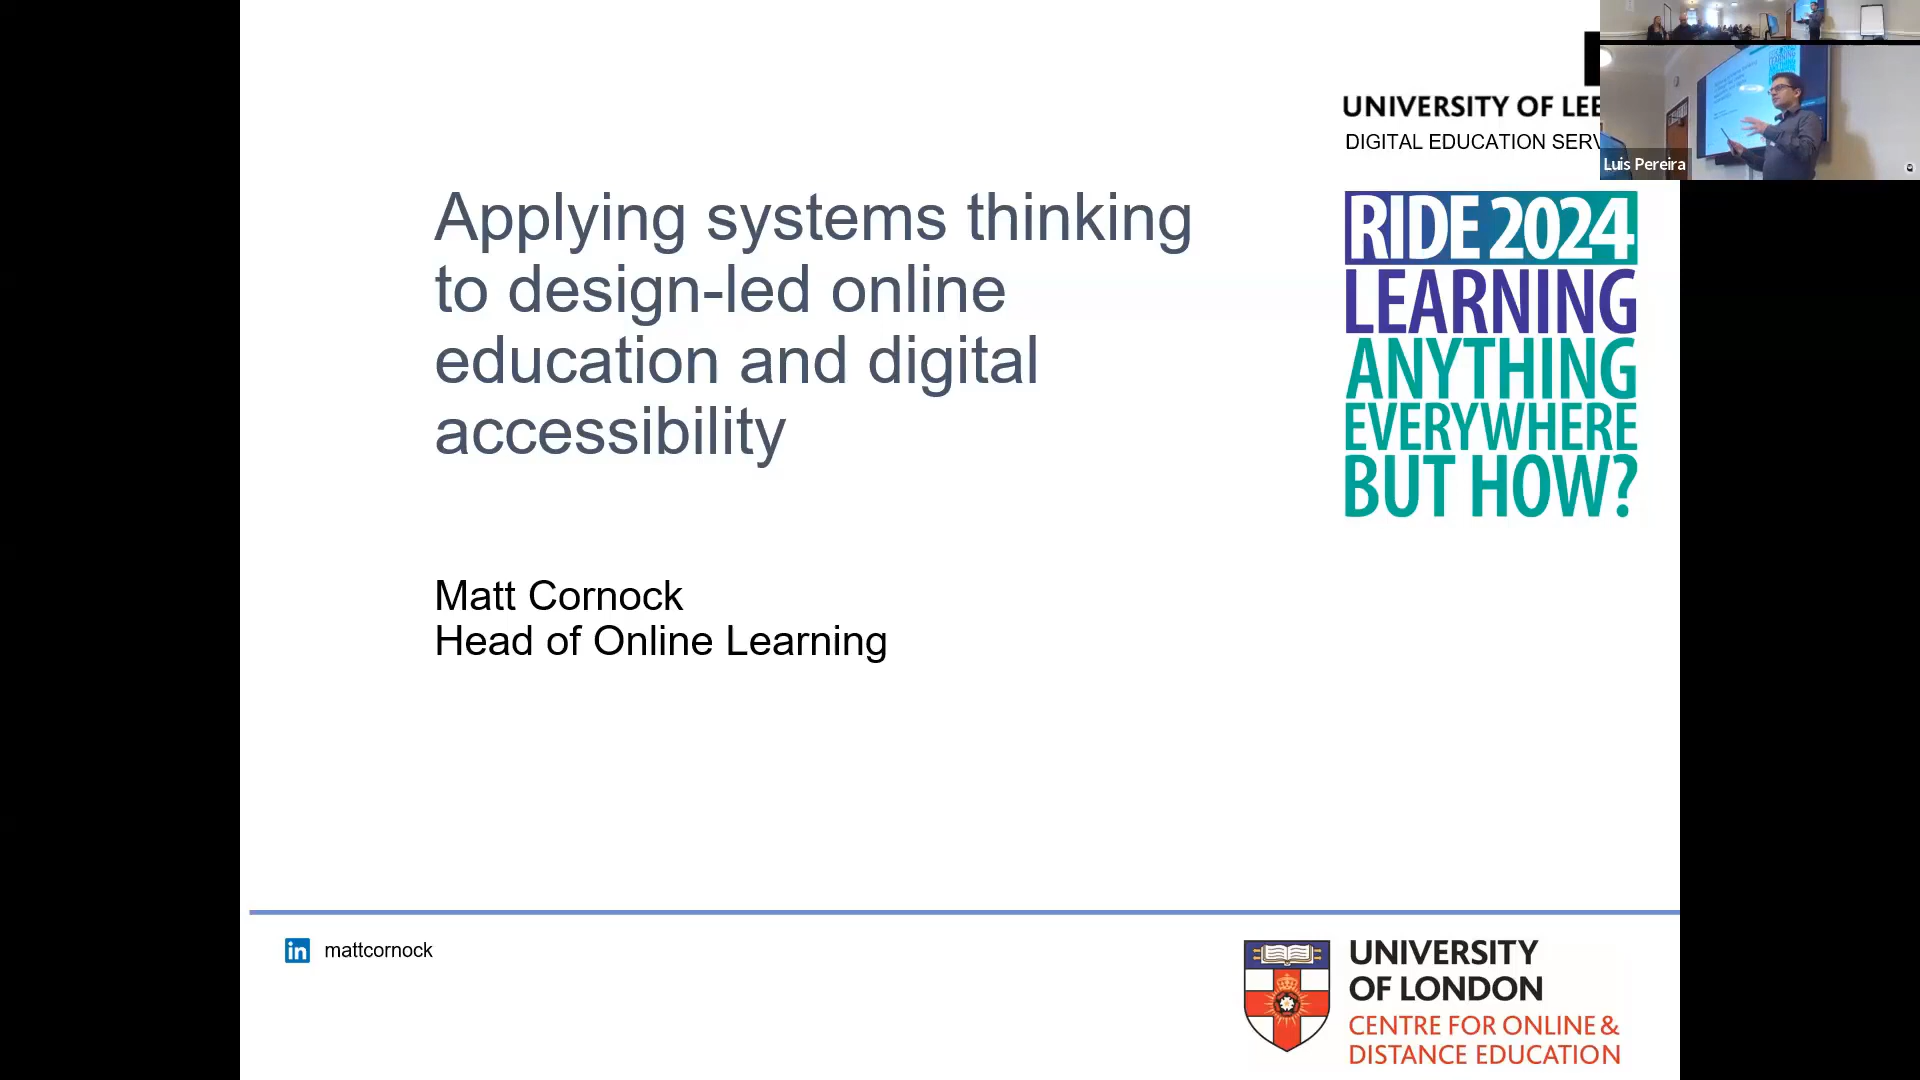 UNIVERSITY OF LEE
DIGITAL EDUCATION SERV
Luis Pereira
Applying systems thinking
to design-led online
education and digital
accessibility
RIDE 2024
LEARNING
ANYTHING
EVERYWHERE
BUT HOW?
Matt Cornock
Head of Online Learning
in mattcornock
UNIVERSITY
OF LONDON
CENTRE FOR ONLINE &
DISTANCE EDUCATION